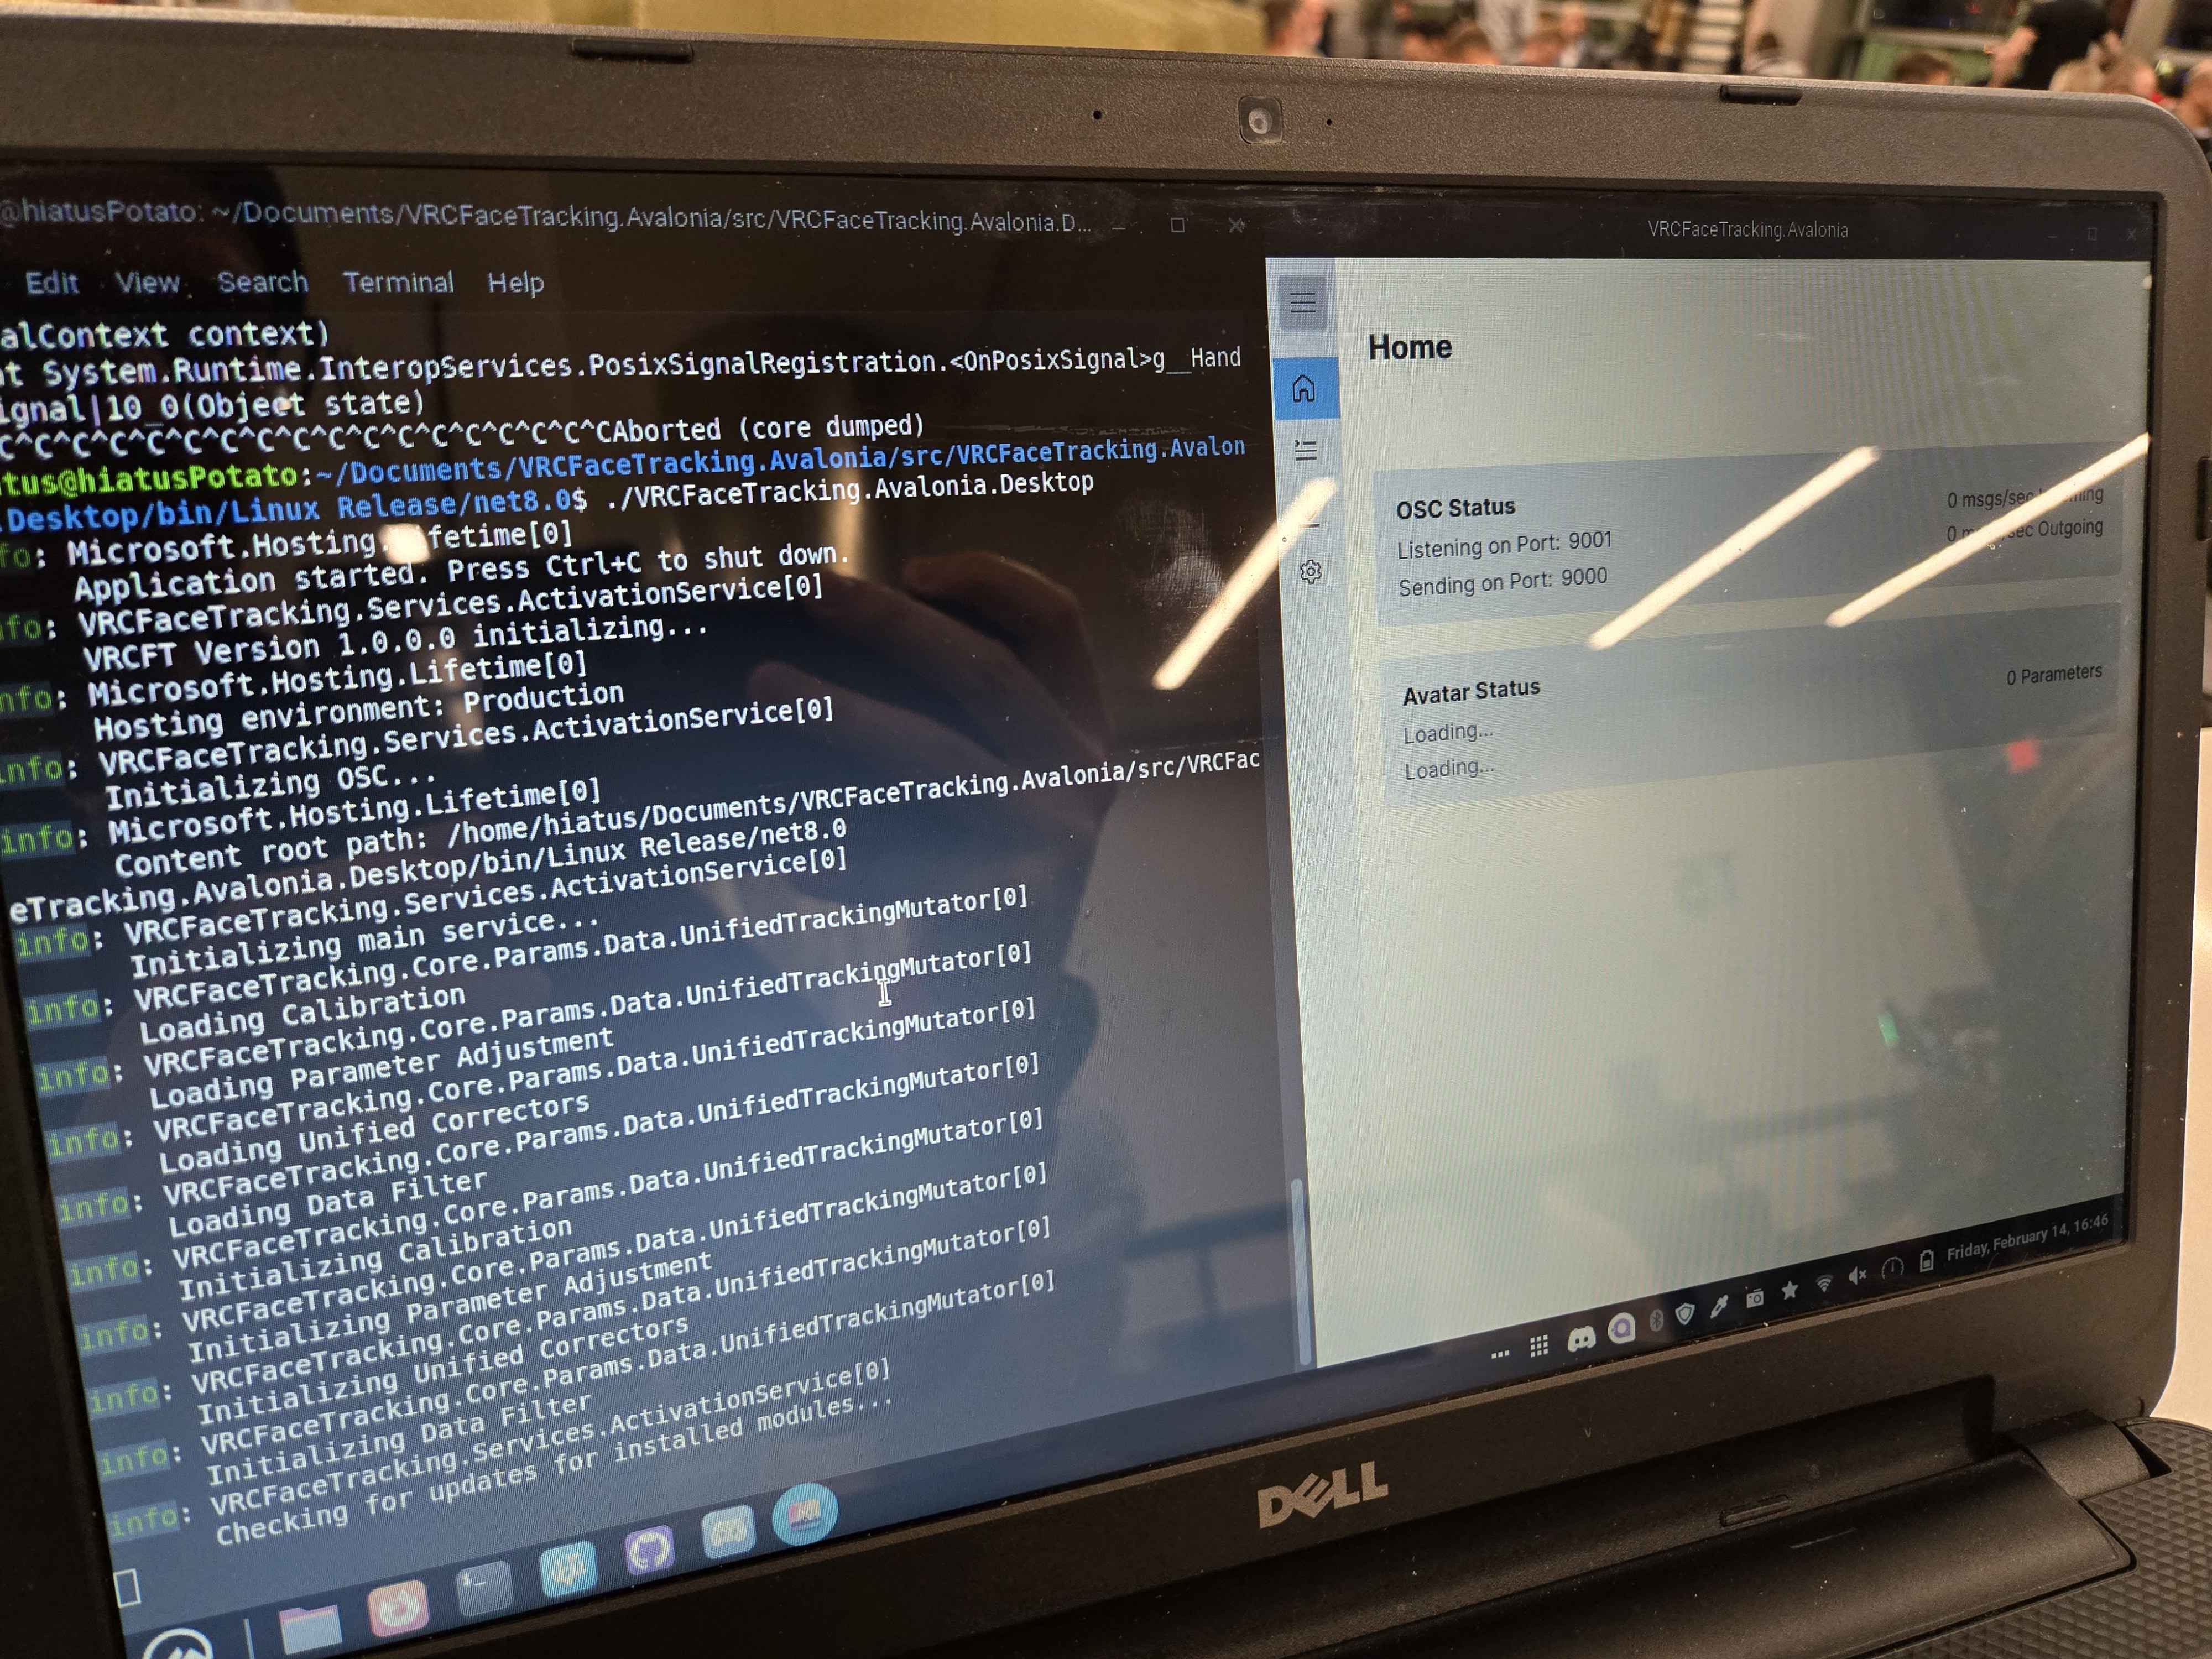 @hiatusPotato: ~/Documents/VRCFaceTracking.Avalonia/src/VRCFaceTracking.Avalonia.D...
Edit View Search Terminal Help
alContext context)
at System.Runtime.InteropServices.PosixSignalRegistration.<OnPosixSignal>g__Hand
ignal|10_0(Object state)
C^C^C^C^C^C^C^C^C^C^C^C^C^C^C^C^C^CAborted (core dumped)
tus@hiatusPotato:~/Documents/VRCFaceTracking.Avalonia/src/VRCFaceTracking.Avalon
.Desktop/bin/Linux Release/net8.0$ ./VRCFaceTracking.Avalonia.Desktop
fo: Microsoft.Hosting.Lifetime[0]
Application started. Press Ctrl+C to shut down.
nfo: VRCFaceTracking.Services.ActivationService[0]
VRCFT Version 1.0.0.0 initializing...
nfo: Microsoft.Hosting.Lifetime[0]
Hosting environment: Production
info: VRCFaceTracking.Services.ActivationService[0]
Initializing OSC...
info: Microsoft.Hosting.Lifetime[0]
Content root path: /home/hiatus/Documents/VRCFaceTracking.Avalonia/src/VRCFac
eTracking.Avalonia.Desktop/bin/Linux Release/net8.0
info: VRCFaceTracking.Services.ActivationService[0]
Initializing main service...
info: VRCFaceTracking.Core.Params.Data.UnifiedTrackingMutator[0]
Loading Calibration
info: VRCFaceTracking.Core.Params.Data.UnifiedTrackingMutator[0]
Loading Parameter Adjustment
info: VRCFaceTracking.Core.Params.Data.UnifiedTrackingMutator[0]
Loading Unified Correctors
info: VRCFaceTracking.Core.Params.Data.UnifiedTrackingMutator[0]
Loading Data Filter
info: VRCFaceTracking.Core.Params.Data.UnifiedTrackingMutator[0]
Initializing Calibration
info: VRCFaceTracking.Core.Params.Data.UnifiedTrackingMutator[0]
Initializing Parameter Adjustment
info: VRCFaceTracking.Core.Params.Data.UnifiedTrackingMutator[0]
Initializing Unified Correctors
info: VRCFaceTracking.Core.Params.Data.UnifiedTrackingMutator[0]
Initializing Data Filter
info: VRCFaceTracking.Services.ActivationService[0]
Checking for updates for installed modules...
VRCFaceTracking.Avalonia
Home
OSC Status
0 msgs/sec
Listening on Port: 9001
0 Outgoing
Sending on Port: 9000
Avatar Status
0 Parameters
Loading...
Loading...
Friday, February 14, 16:46
DELL